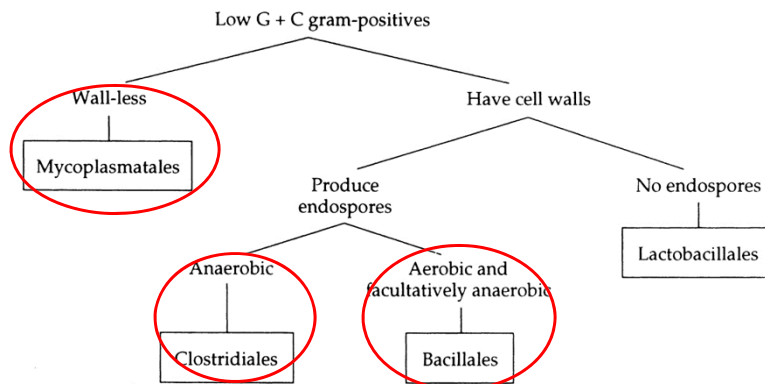 Low G + C gram-positives
Wall-less
Have cell walls
Mycoplasmatales
Produce
endospores
No endospores
Lactobacillales
Anaerobic
Aerobic and
facultatively anaerobic
Clostridiales
Bacillales